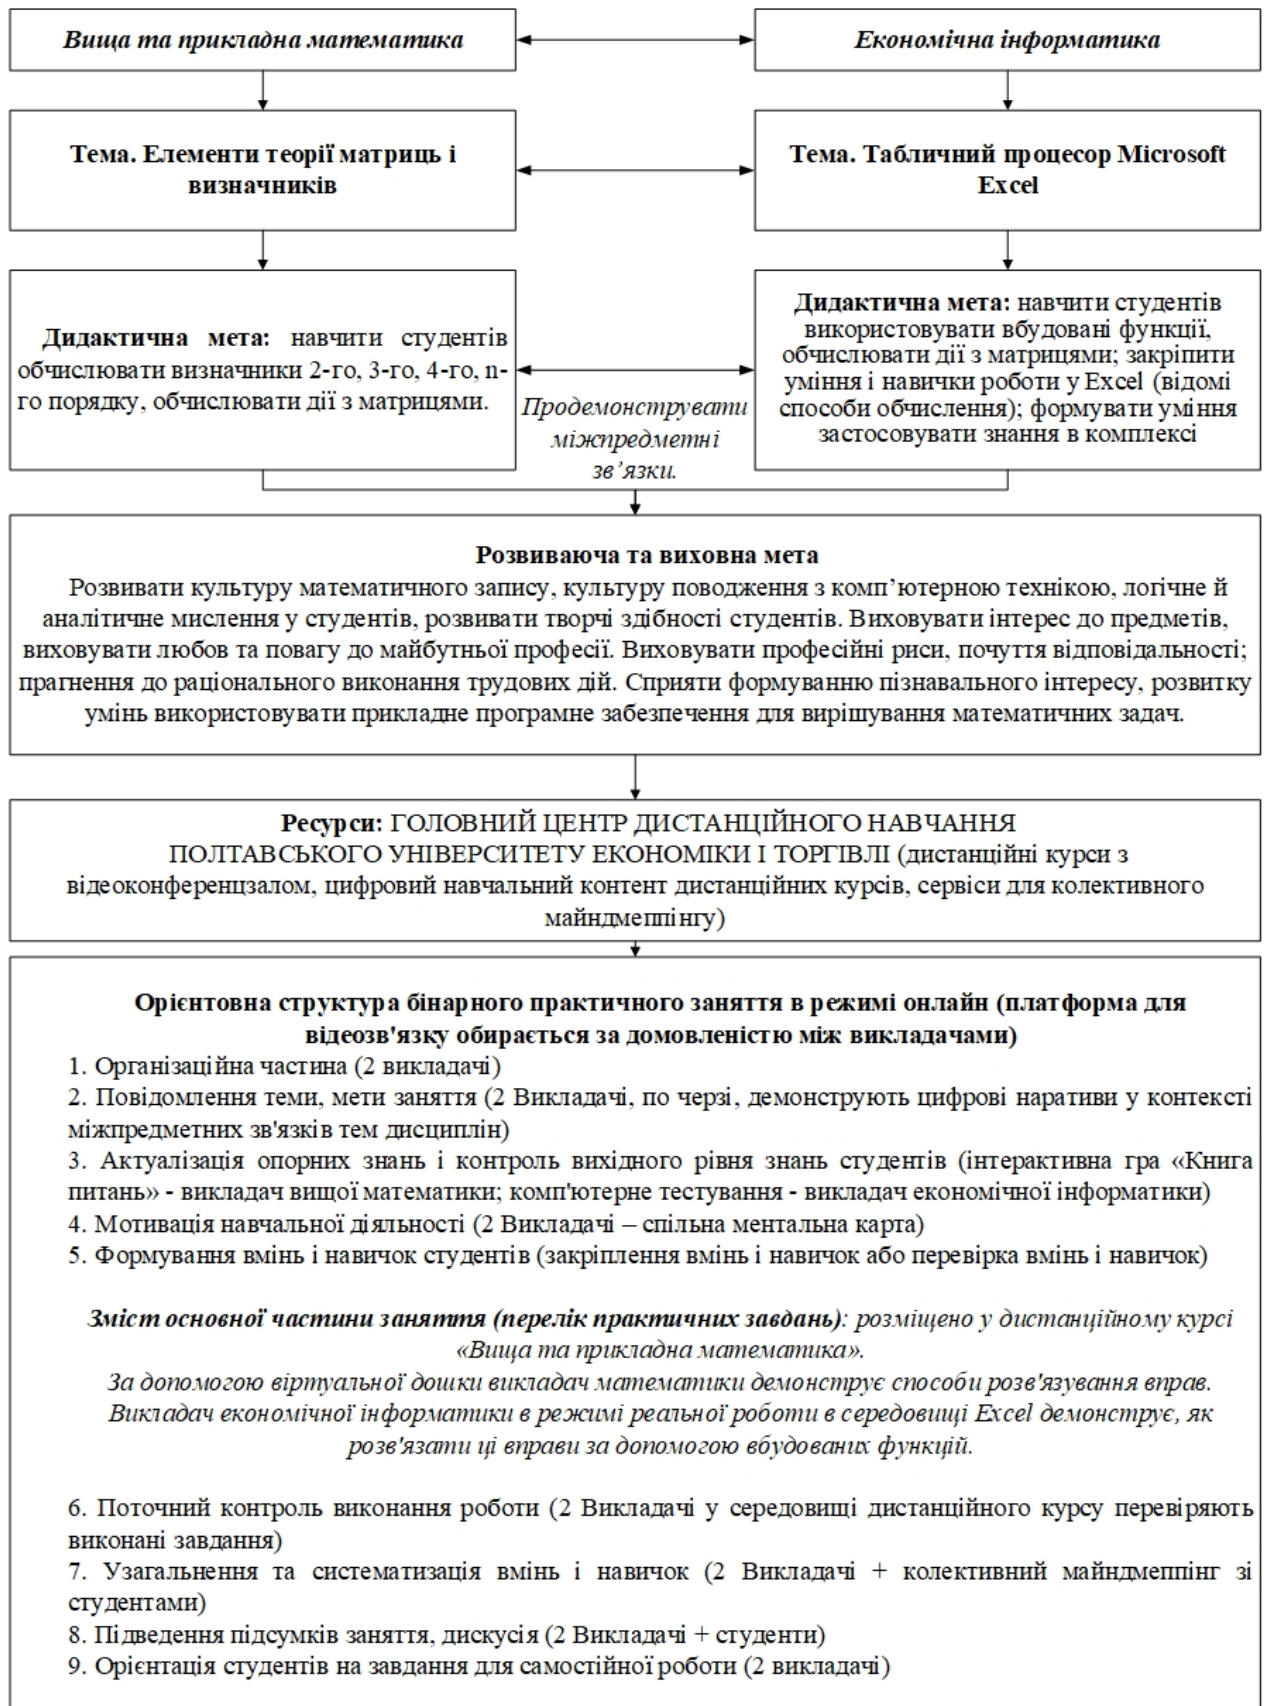 Вища та прикладна математика
Економічна інформатика
Тема. Елементи теорії матриць і
визначників
Тема. Табличний процесор Microsoft
Excel
Дидактична мета: навчити студентів
обчислювати визначники 2-го, 3-го, 4-го, n-
го порядку, обчислювати дії з матрицями.
Продемонструвати
міжпредметні
зв’язки.
Дидактична мета: навчити студентів
використовувати вбудовані функції,
обчислювати дії з матрицями; закріпити
уміння і навички роботи у Excel (відомі
способи обчислення); формувати уміння
застосовувати знання в комплексі
Розвиваюча та виховна мета
Розвивати культуру математичного запису, культуру поводження з комп’ютерною технікою, логічне й
аналітичне мислення у студентів, розвивати творчі здібності студентів. Виховувати інтерес до предметів,
виховувати любов та повагу до майбутньої професії. Виховувати професійні риси, почуття відповідальності;
прагнення до раціонального виконання трудових дій. Сприяти формуванню пізнавального інтересу, розвитку
умінь використовувати прикладне програмне забезпечення для вирішування математичних задач.
Ресурси: ГОЛОВНИЙ ЦЕНТР ДИСТАНЦІЙНОГО НАВЧАННЯ
ПОЛТАВСЬКОГО УНІВЕРСИТЕТУ ЕКОНОМІКИ І ТОРГІВЛІ (дистанційні курси з
відеоконференцзалом, цифровий навчальний контент дистанційних курсів, сервіси для колективного
майндмеппінгу)
Орієнтовна структура бінарного практичного заняття в режимі онлайн (платформа для
відеозв'язку обирається за домовленістю між викладачами)
1. Організаційна частина (2 викладачі)
2. Повідомлення теми, мети заняття (2 Викладачі, по черзі, демонструють цифрові наративи у контексті
міжпредметних зв'язків тем дисциплін)
3. Актуалізація опорних знань і контроль вихідного рівня знань студентів (інтерактивна гра «Книга
питань» - викладач вищої математики; комп'ютерне тестування - викладач економічної інформатики)
4. Мотивація навчальної діяльності (2 Викладачі – спільна ментальна карта)
5. Формування вмінь і навичок студентів (закріплення вмінь і навичок або перевірка вмінь і навичок)
Зміст основної частини заняття (перелік практичних завдань): розміщено у дистанційному курсі
«Вища та прикладна математика».
За допомогою віртуальної дошки викладач математики демонструє способи розв'язування вправ.
Викладач економічної інформатики в режимі реальної роботи в середовищі Excel демонструє, як
розв'язати ці вправи за допомогою вбудованих функцій.
6. Поточний контроль виконання роботи (2 Викладачі у середовищі дистанційного курсу перевіряють
виконані завдання)
7. Узагальнення та систематизація вмінь і навичок (2 Викладачі + колективний майндмеппінг зі
студентами)
8. Підведення підсумків заняття, дискусія (2 Викладачі + студенти)
9. Орієнтація студентів на завдання для самостійної роботи (2 викладачі)